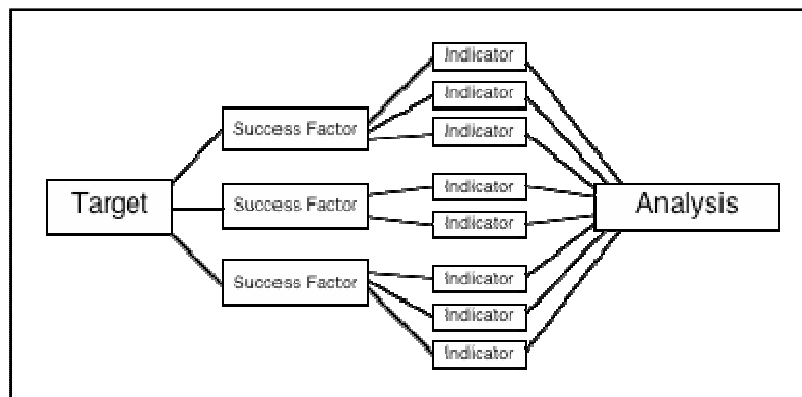 Target
Success Factor
Success Factor
Success Factor
Indicator
Indicator
Indicator
Indicator
Indicator
Indicator
Indicator
Indicator
Analysis